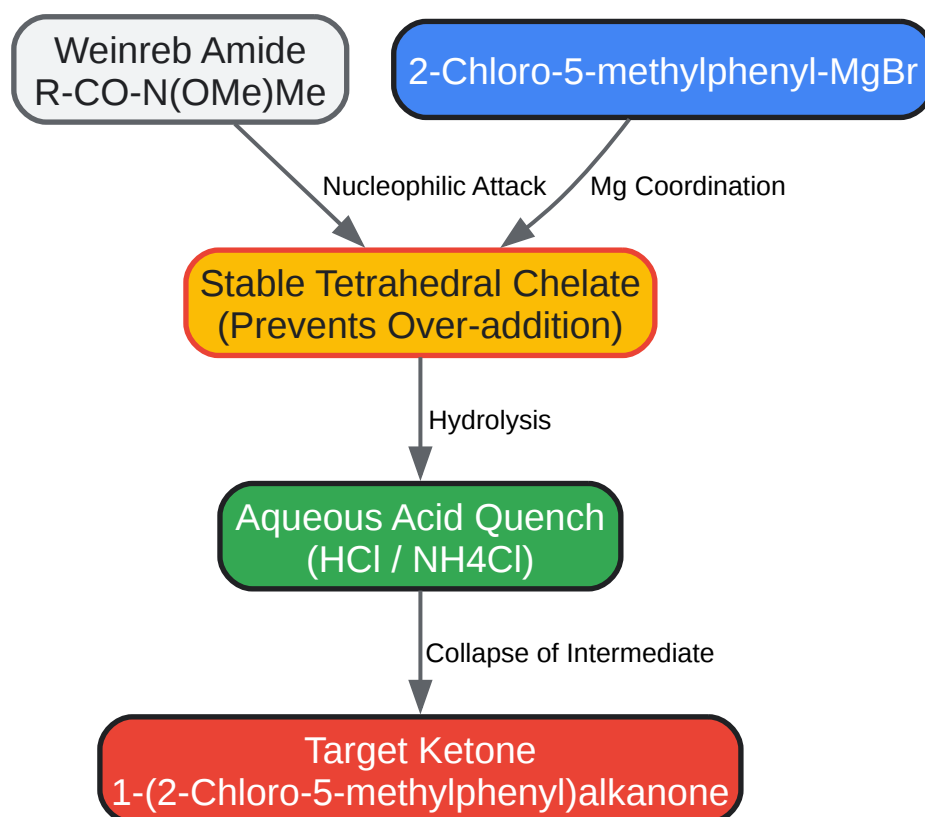 Weinreb Amide
R-CO-N(OMe)Me
2-Chloro-5-methylphenyl-MgBr
Nucleophilic Attack
Mg Coordination
Stable Tetrahedral Chelate
(Prevents Over-addition)
Hydrolysis
Aqueous Acid Quench
(HCl / NH4Cl)
Collapse of Intermediate
Target Ketone
1-(2-Chloro-5-methylphenyl)alkanone